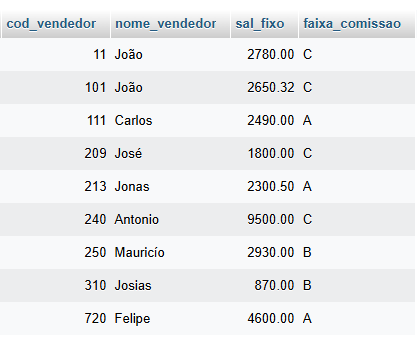 cod_vendedor nome_vendedor sal_fixo faixa_comissao
11 João 2780.00 C
101 João 2650.32 C
111 Carlos 2490.00 A
209 José 1800.00 C
213 Jonas 2300.50 A
240 Antonio 9500.00 C
250 Mauricío 2930.00 B
310 Josias 870.00 B
720 Felipe 4600.00 A